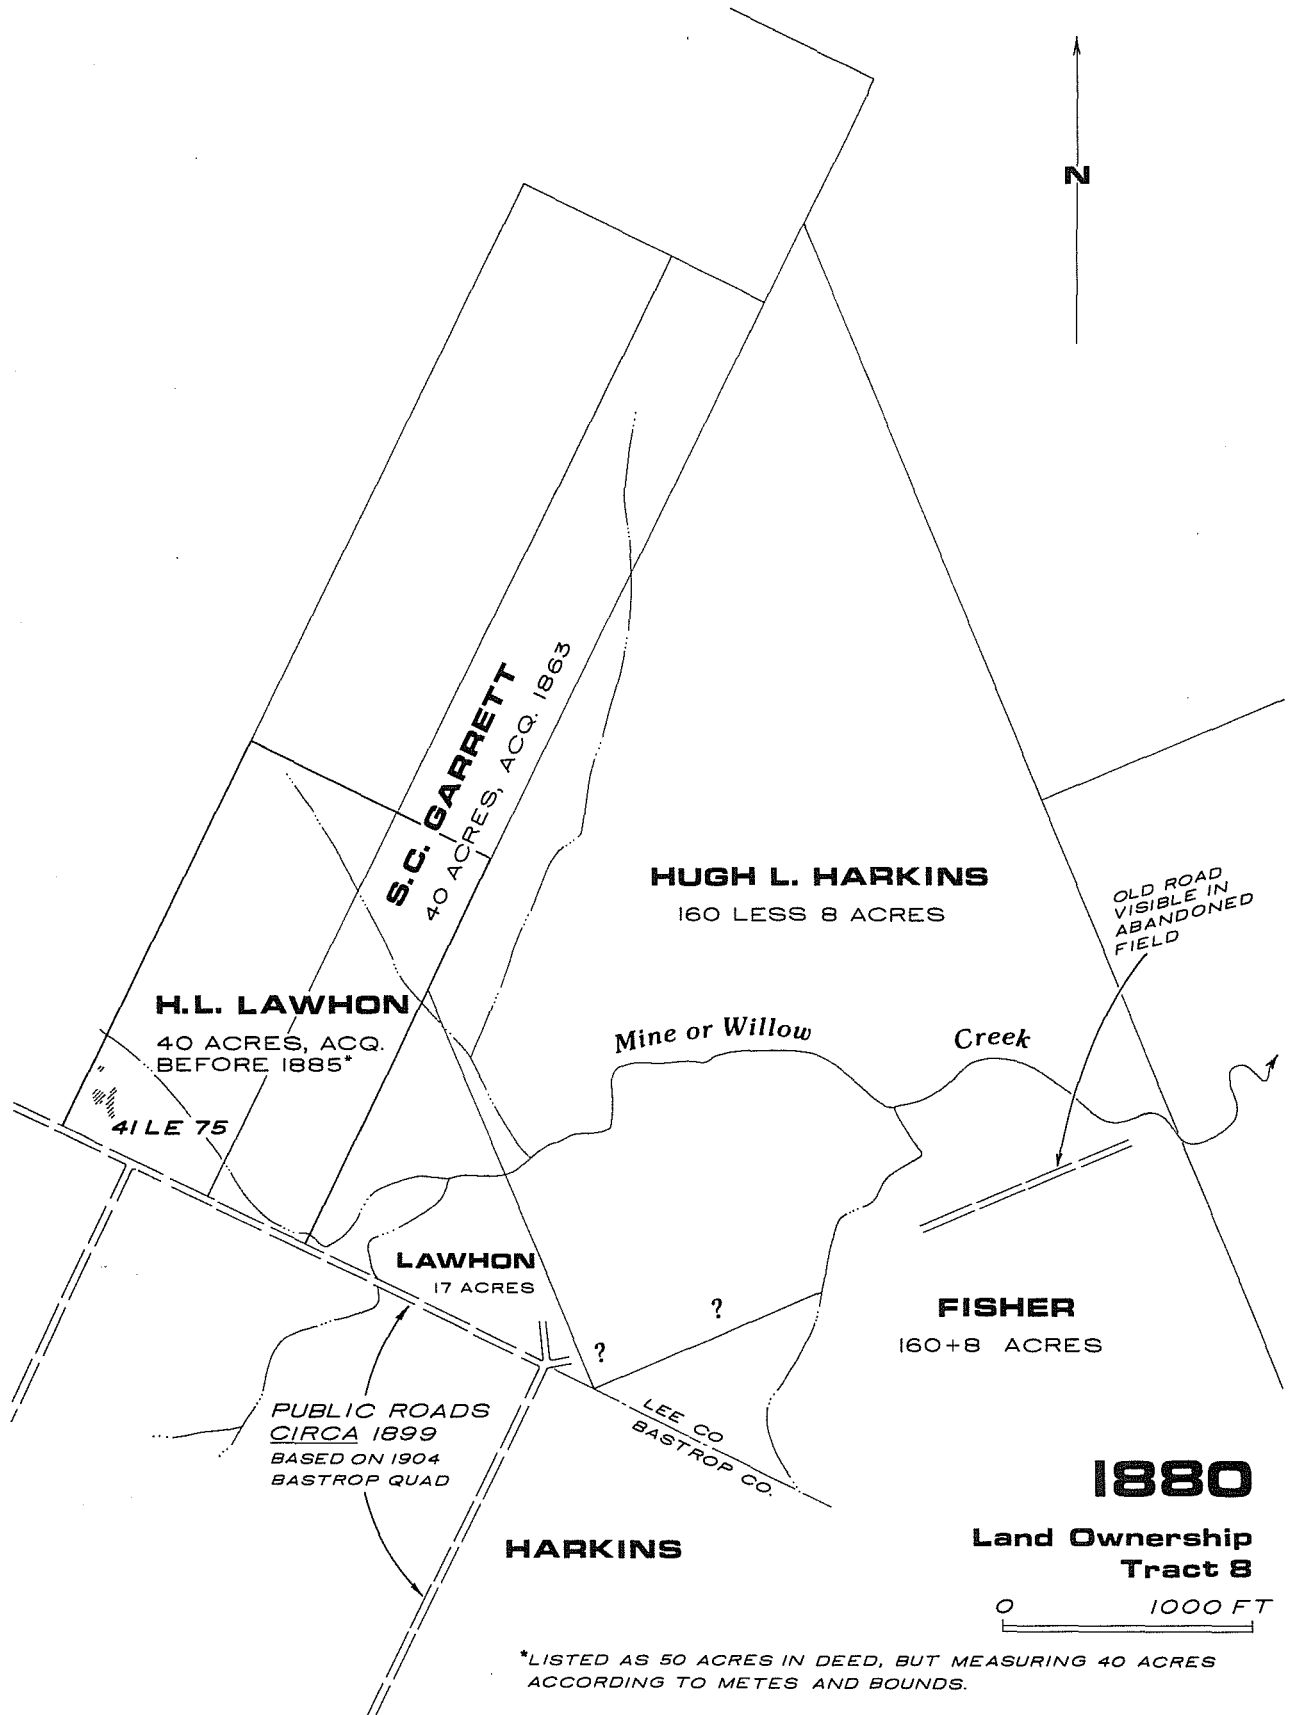 N
S.C. GARRETT
40 ACRES, ACQ. 1863
HUGH L. HARKINS
160 LESS 8 ACRES
OLD ROAD
VISIBLE IN
ABANDONED
FIELD
H.L. LAWHON
40 ACRES, ACQ.
BEFORE 1885*
Mine or Willow Creek
41 LE 75
LAWHON
17 ACRES
?
?
FISHER
160+8 ACRES
LEE CO
BASTROP CO.
PUBLIC ROADS
CIRCA 1899
BASED ON 1904
BASTROP QUAD
HARKINS
1880
Land Ownership
Tract 8
0 1000 FT
*LISTED AS 50 ACRES IN DEED, BUT MEASURING 40 ACRES
ACCORDING TO METES AND BOUNDS.